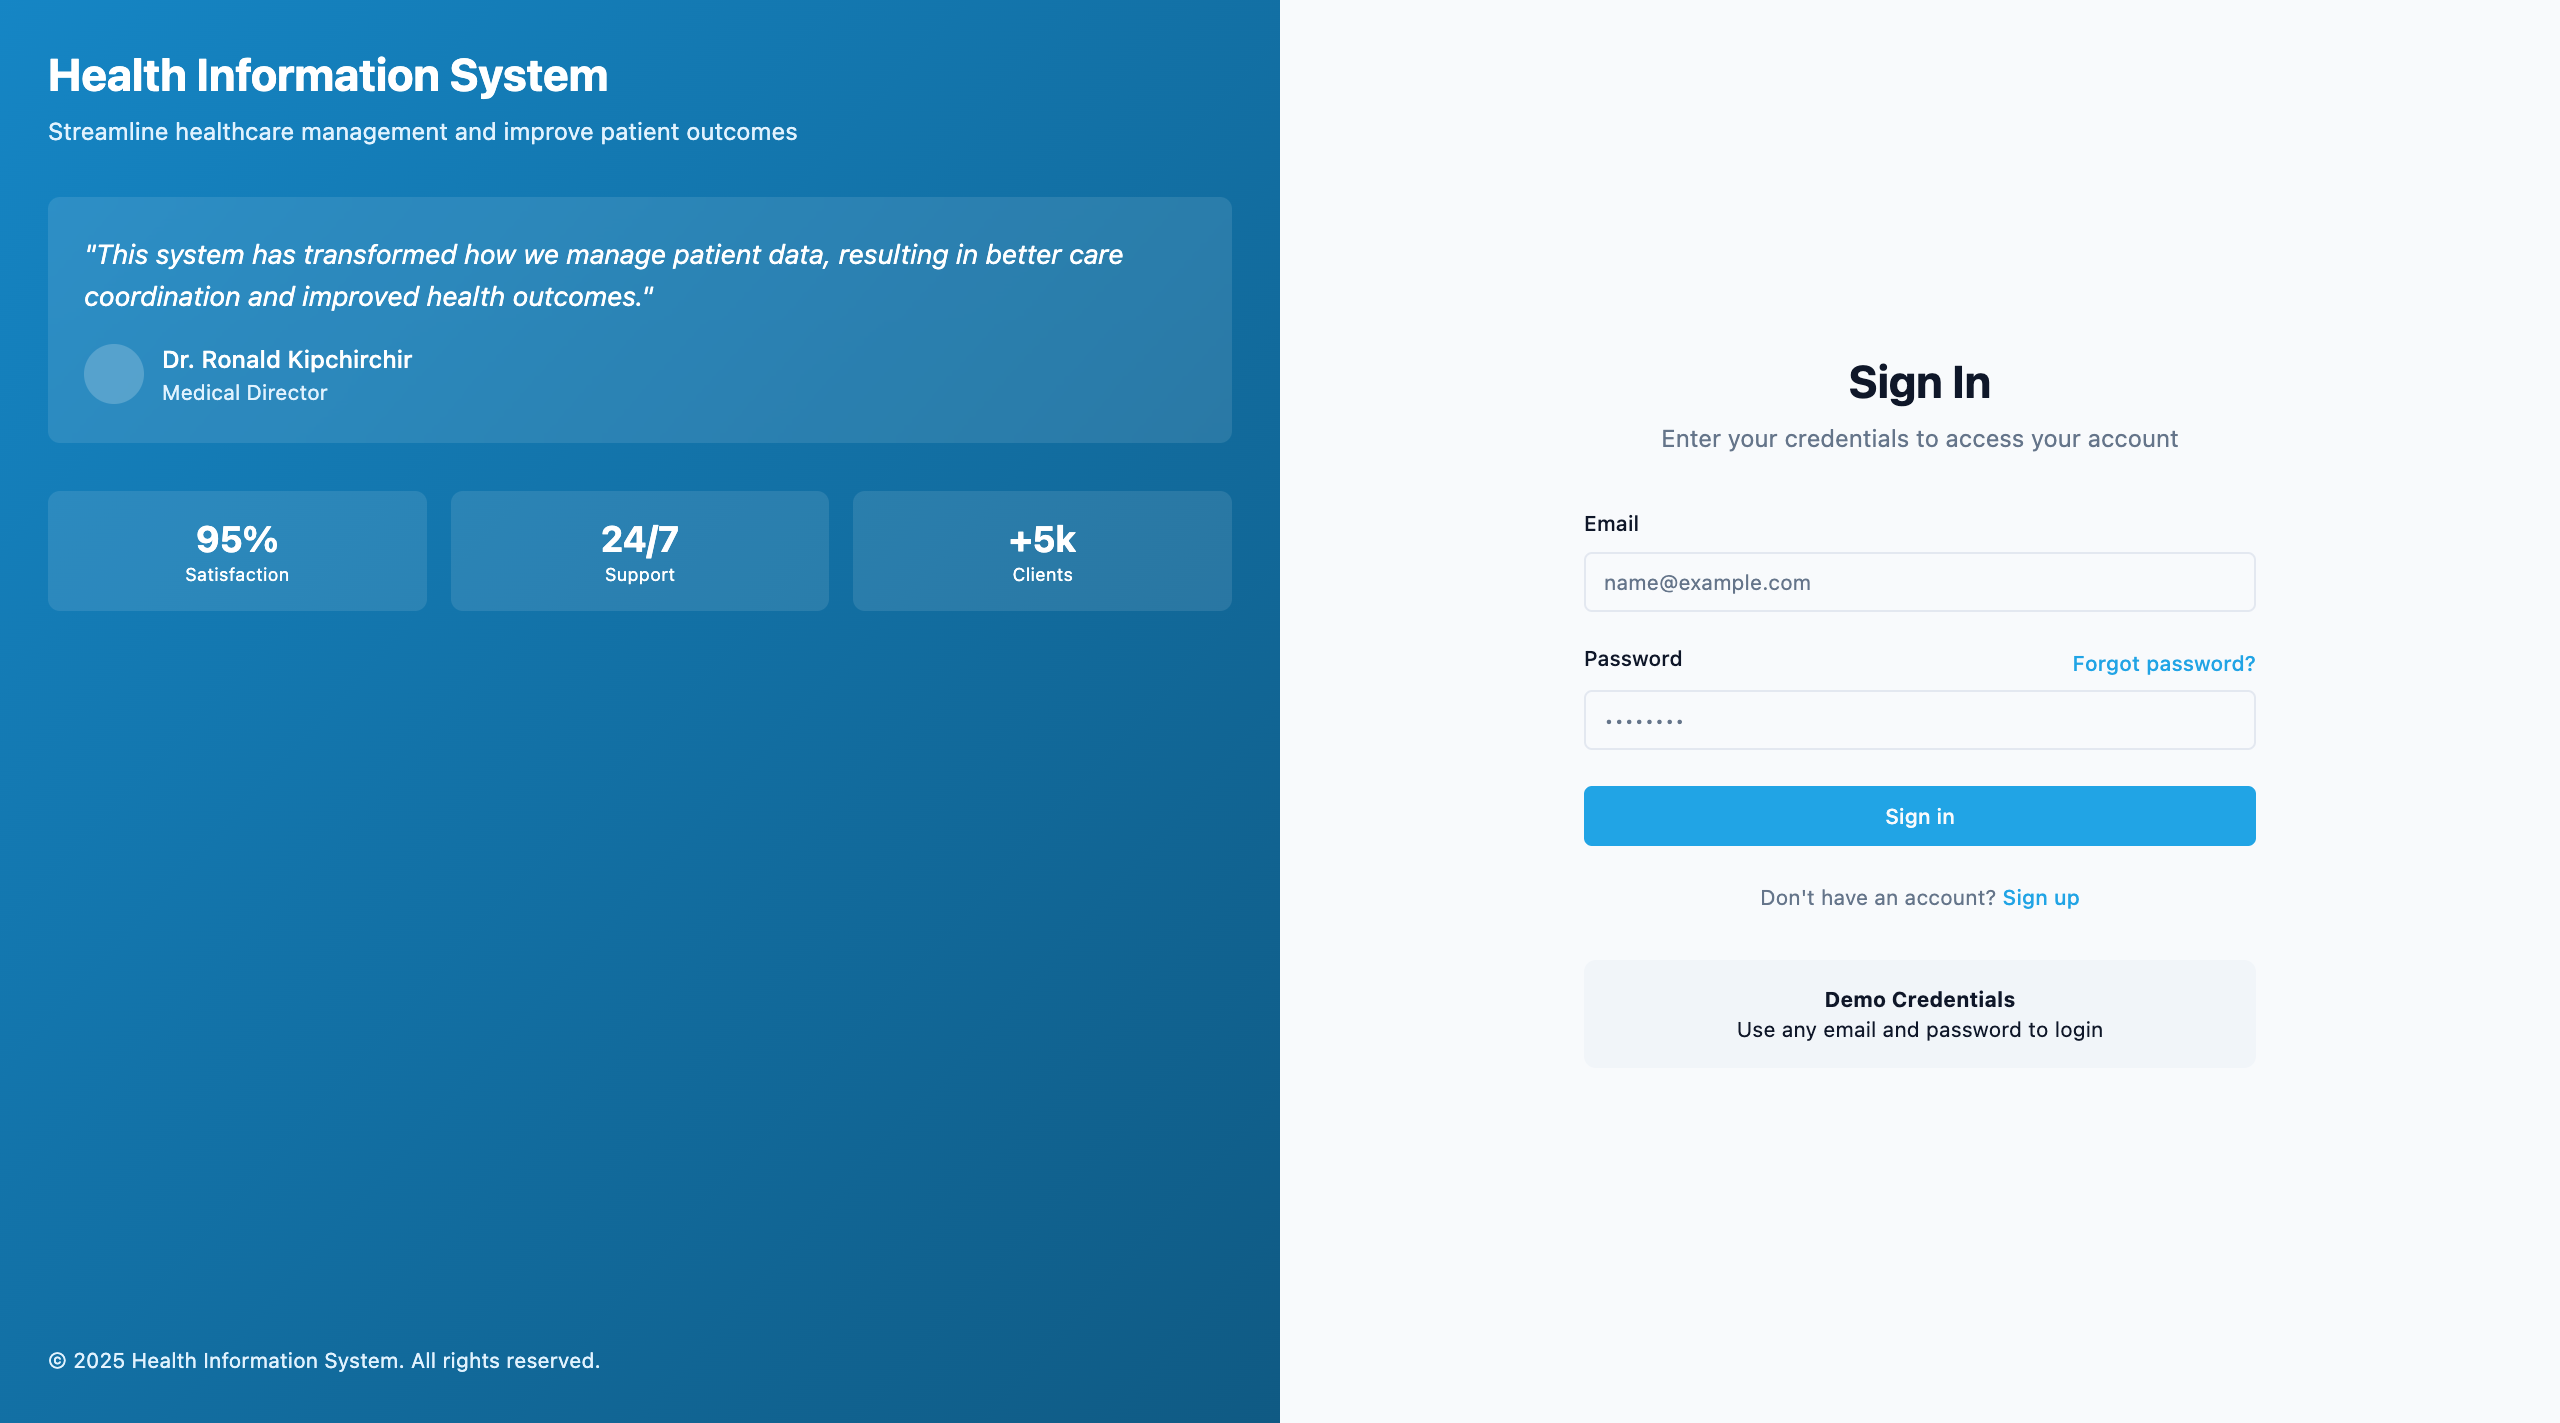 Health Information System
Streamline healthcare management and improve patient outcomes
"This system has transformed how we manage patient data, resulting in better care
coordination and improved health outcomes."
Dr. Ronald Kipchirchir
Medical Director
95%
Satisfaction
24/7
Support
+5k
Clients
© 2025 Health Information System. All rights reserved.
Sign In
Enter your credentials to access your account
Email
name@example.com
Password
Forgot password?
••••••••
Sign in
Don't have an account? Sign up
Demo Credentials
Use any email and password to login